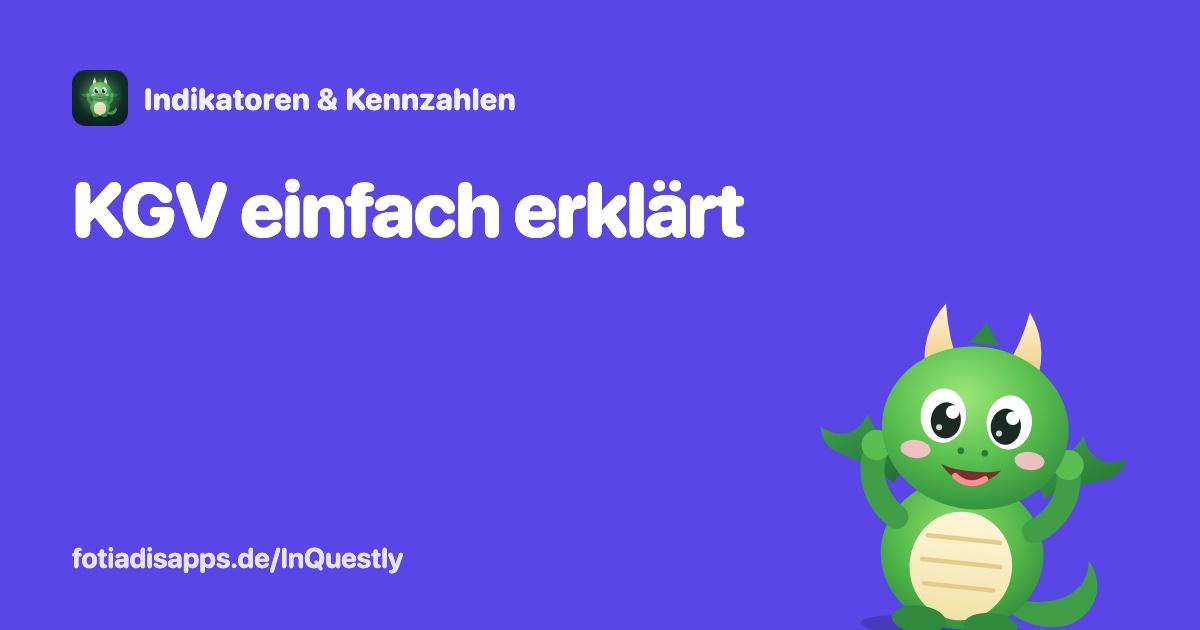 Indikatoren & Kennzahlen
KGV einfach erklärt
fotiadisapps.de/InQuestly